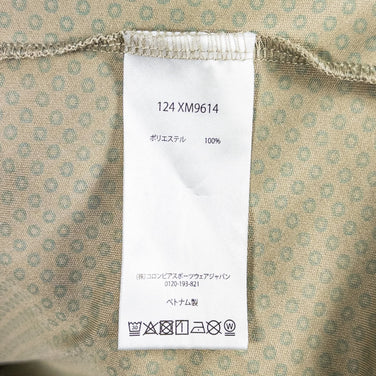 124 XM9614
ポリエステル 100%
(株)コロンビアスポーツウェアジャパン
0120-193-821
ベトナム製